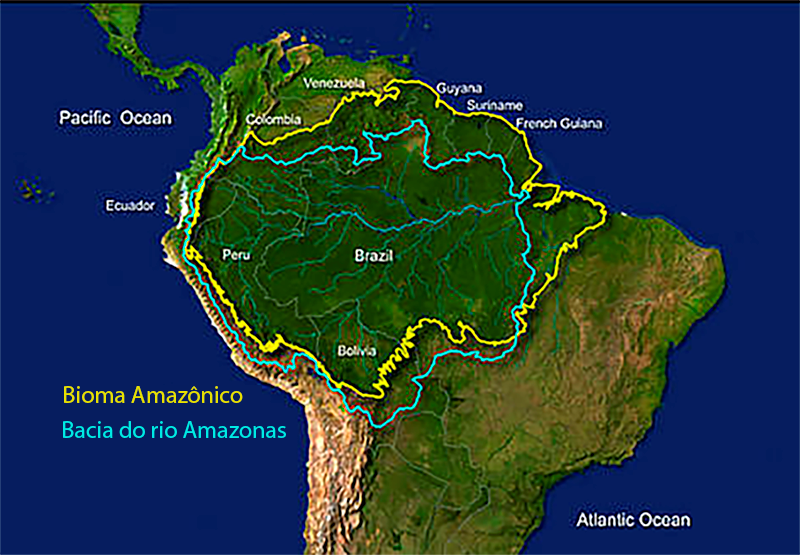 Venezuela
Guyana
Suriname
Pacific Ocean
Colombia
French Guiana
Ecuador
Peru
Brazil
Bolívia
Bioma Amazônico
Bacia do rio Amazonas
Atlantic Ocean